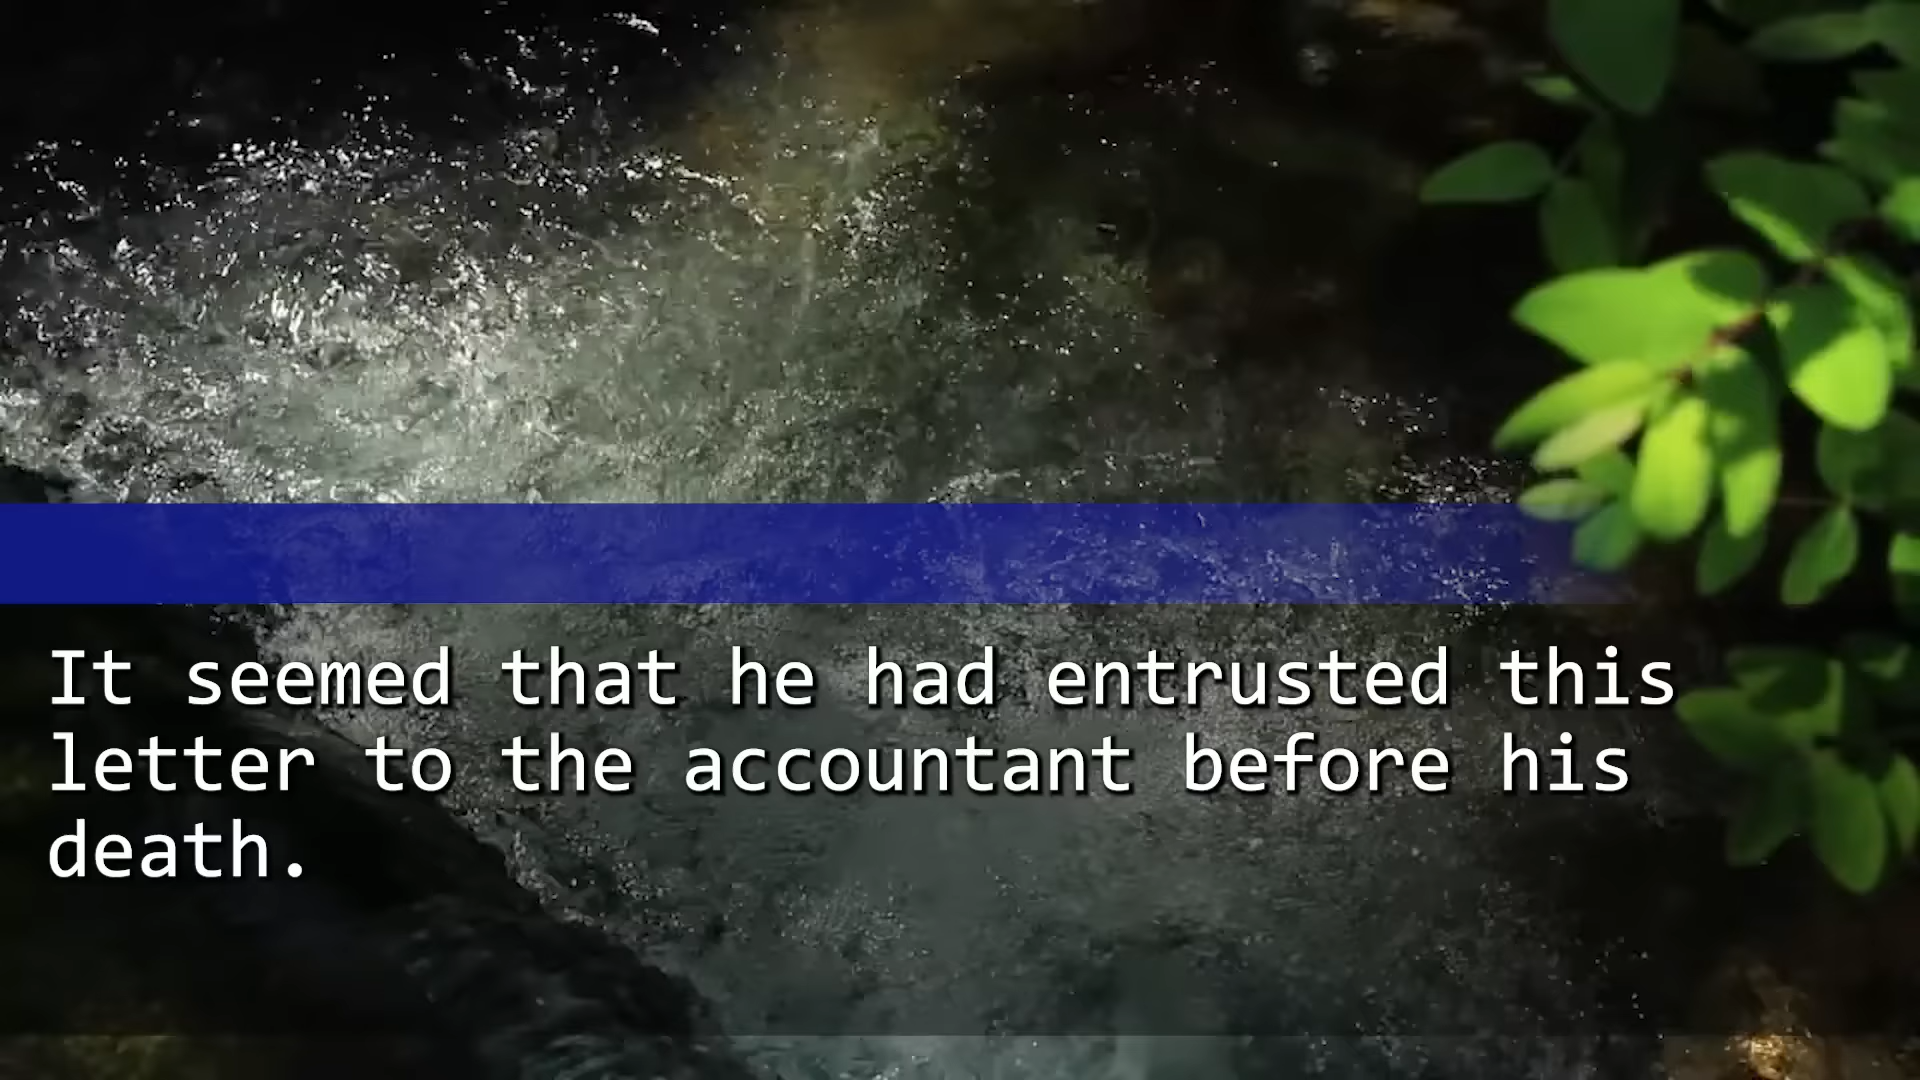 It seemed that he had entrusted this
letter to the accountant before his
death.